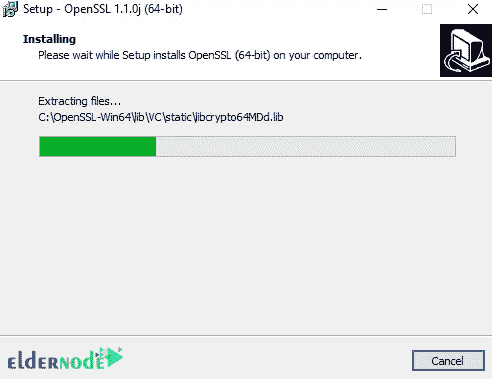 Setup - OpenSSL 1.1.0j (64-bit)
Installing
Please wait while Setup installs OpenSSL (64-bit) on your computer.
Extracting files...
C:\OpenSSL-Win64\lib\VC\static\libcrypto64MDd.lib
eldernode
Cancel